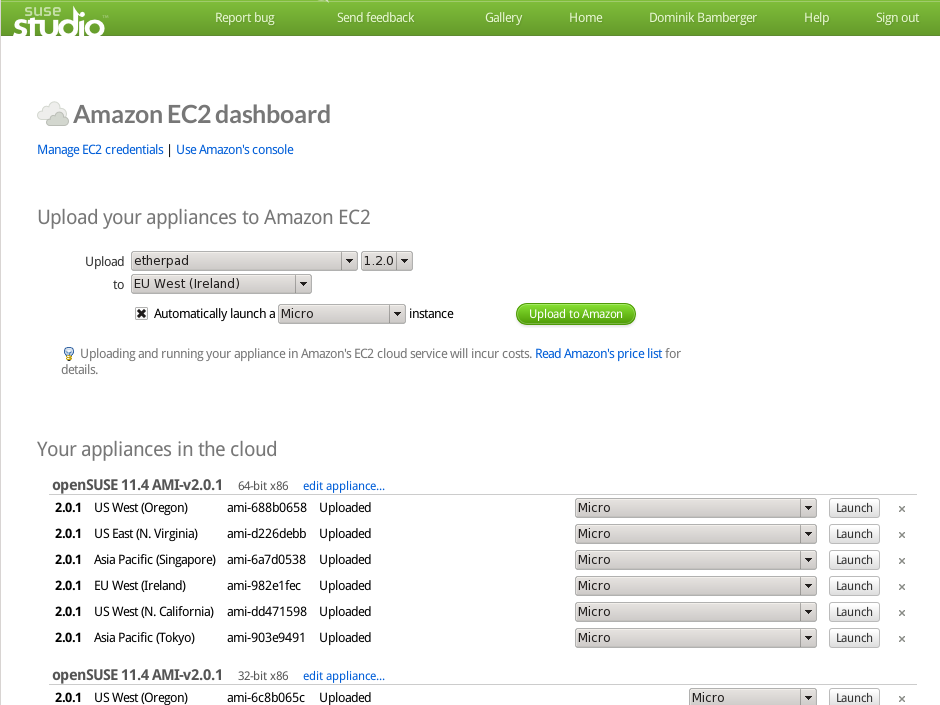 suse
studio
Report bug Send feedback Gallery Home Dominik Bamberger Help Sign out
Amazon EC2 dashboard
Manage EC2 credentials | Use Amazon's console
Upload your appliances to Amazon EC2
Upload etherpad 1.2.0
to EU West (Ireland)
Automatically launch a Micro instance Upload to Amazon
Uploading and running your appliance in Amazon's EC2 cloud service will incur costs. Read Amazon's price list for
details.
Your appliances in the cloud
openSUSE 11.4 AMI-v2.0.1 64-bit x86 edit appliance...
2.0.1 US West (Oregon) ami-688b0658 Uploaded Micro Launch ×
2.0.1 US East (N. Virginia) ami-d226debb Uploaded Micro Launch ×
2.0.1 Asia Pacific (Singapore) ami-6a7d0538 Uploaded Micro Launch ×
2.0.1 EU West (Ireland) ami-982e1fec Uploaded Micro Launch ×
2.0.1 US West (N. California) ami-dd471598 Uploaded Micro Launch ×
2.0.1 Asia Pacific (Tokyo) ami-903e9491 Uploaded Micro Launch ×
openSUSE 11.4 AMI-v2.0.1 32-bit x86 edit appliance...
2.0.1 US West (Oregon) ami-6c8b065c Uploaded Micro Launch ×